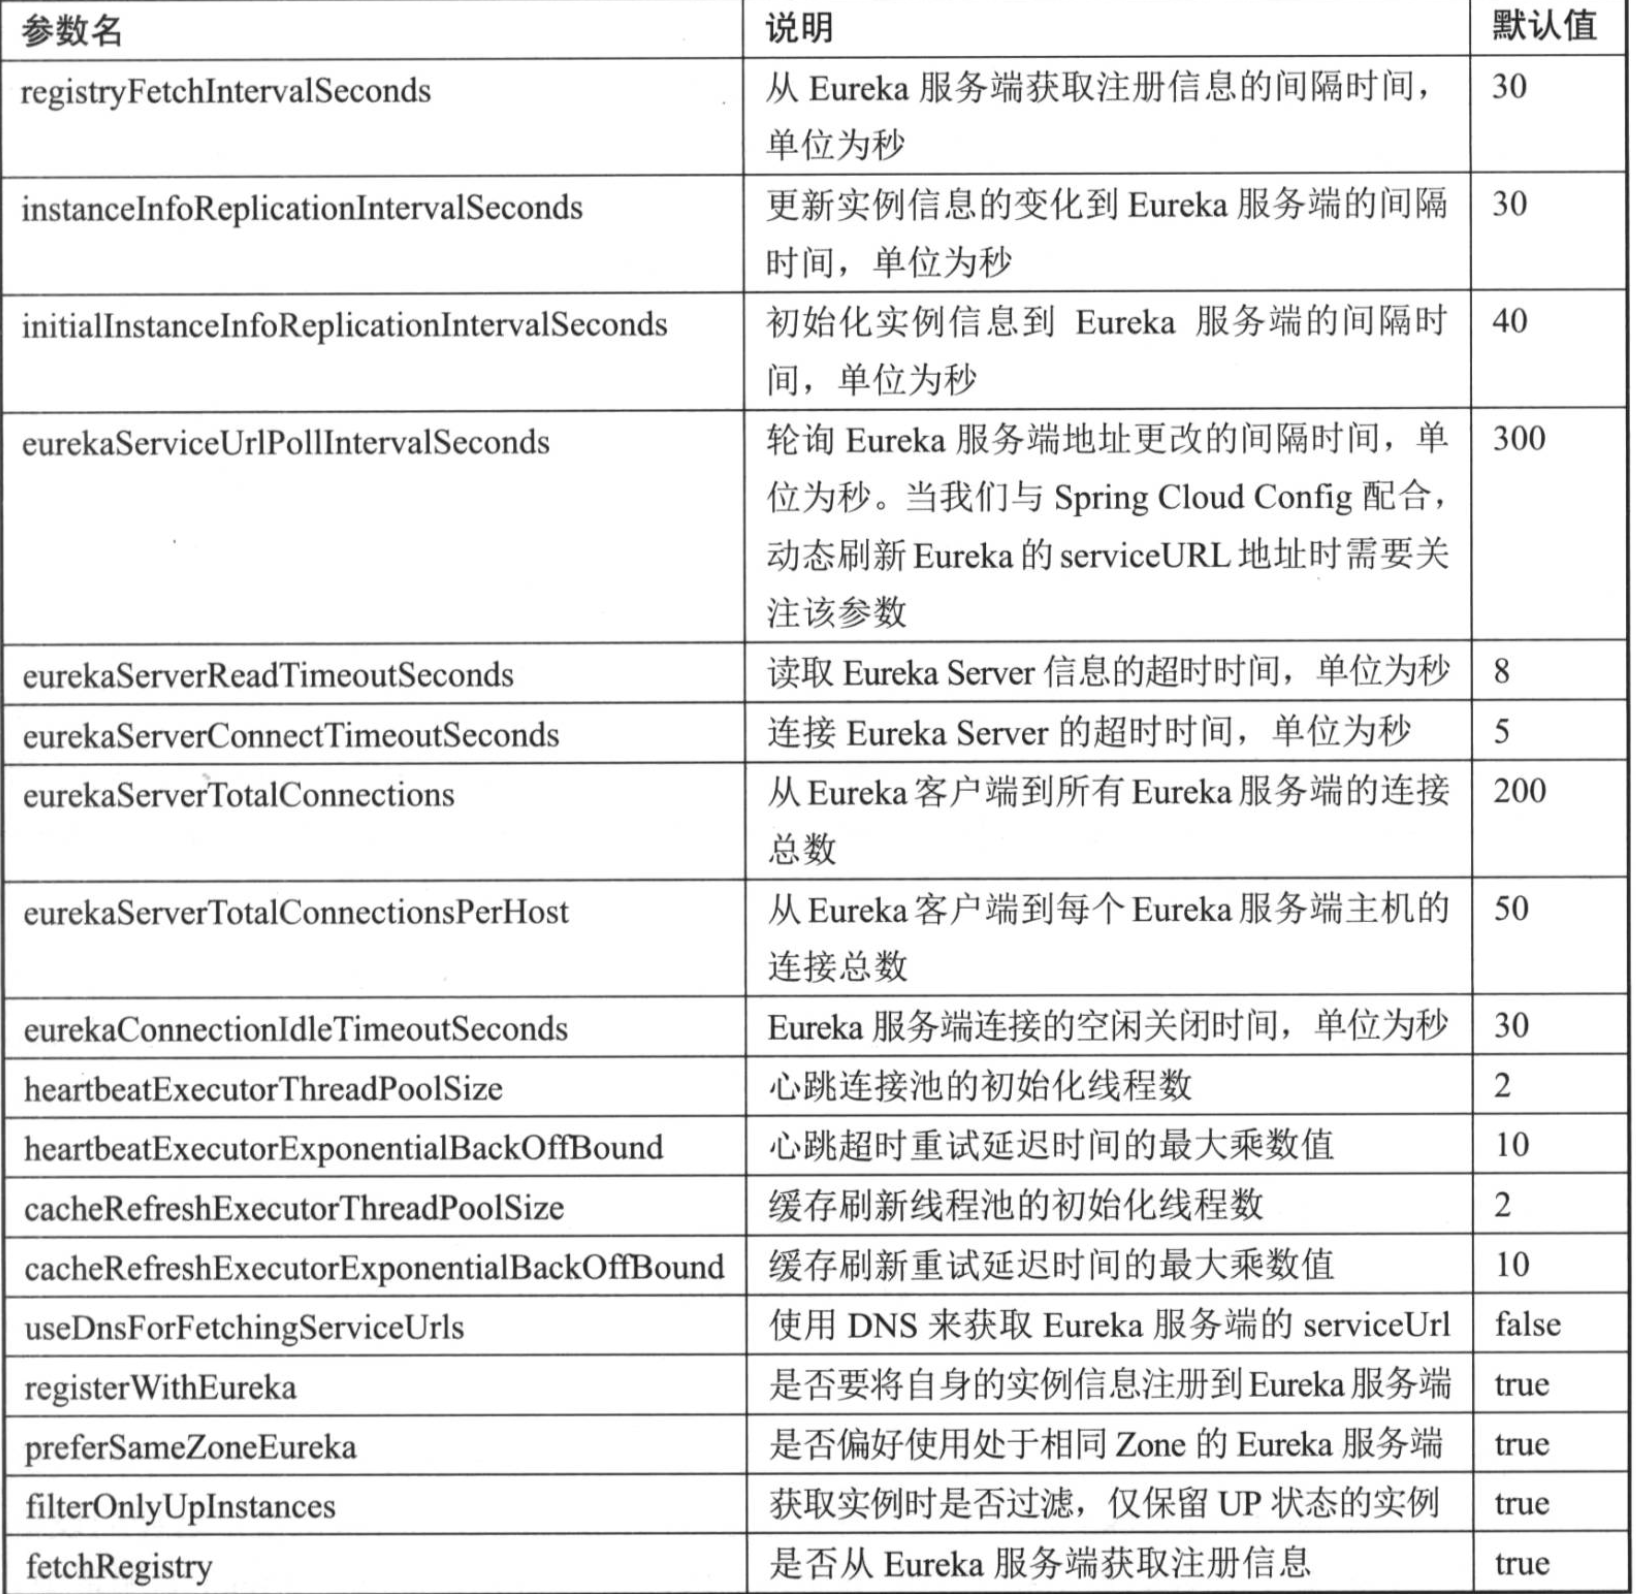 参数名 说明 默认值
registryFetchIntervalSeconds 从 Eureka 服务端获取注册信息的间隔时间， 30
单位为秒
instanceInfoReplicationIntervalSeconds 更新实例信息的变化到 Eureka 服务端的间隔 30
时间，单位为秒
initialInstanceInfoReplicationIntervalSeconds 初始化实例信息到 Eureka 服务端的间隔时 40
间，单位为秒
eurekaServiceUrlPollIntervalSeconds 轮询 Eureka 服务端地址更改的间隔时间，单 300
位为秒。当我们与 Spring Cloud Config 配合，
动态刷新 Eureka 的 serviceURL 地址时需要关
注该参数
eurekaServerReadTimeoutSeconds 读取 Eureka Server 信息的超时时间，单位为秒 8
eurekaServerConnectTimeoutSeconds 连接 Eureka Server 的超时时间，单位为秒 5
eurekaServerTotalConnections 从 Eureka 客户端到所有 Eureka 服务端的连接 200
总数
eurekaServerTotalConnectionsPerHost 从 Eureka 客户端到每个 Eureka 服务端主机的 50
连接总数
eurekaConnectionIdleTimeoutSeconds Eureka 服务端连接的空闲关闭时间，单位为秒 30
heartbeatExecutorThreadPoolSize 心跳连接池的初始化线程数 2
heartbeatExecutorExponentialBackOffBound 心跳超时重试延迟时间的最大乘数值 10
cacheRefreshExecutorThreadPoolSize 缓存刷新线程池的初始化线程数 2
cacheRefreshExecutorExponentialBackOffBound 缓存刷新重试延迟时间的最大乘数值 10
useDnsForFetchingServiceUrls 使用 DNS 来获取 Eureka 服务端的 serviceUrl false
registerWithEureka 是否要将自身的实例信息注册到 Eureka 服务端 true
preferSameZoneEureka 是否偏好使用处于相同 Zone 的 Eureka 服务端 true
filterOnlyUpInstances 获取实例时是否过滤，仅保留 UP 状态的实例 true
fetchRegistry 是否从 Eureka 服务端获取注册信息 true